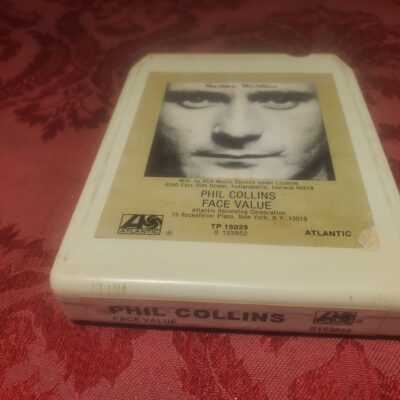 Face Value Phil Collins
Mfd. by RCA Music Service under License
6550 East 30th Street, Indianapolis, Indiana 46219
PHIL COLLINS
FACE VALUE
Atlantic Recording Corporation,
75 Rockefeller Plaza, New York, N.Y. 10019
ATLANTIC ®
TP 16029
S 153952
ATLANTIC
PHIL COLLINS
FACE VALUE
ATLANTIC
S153952